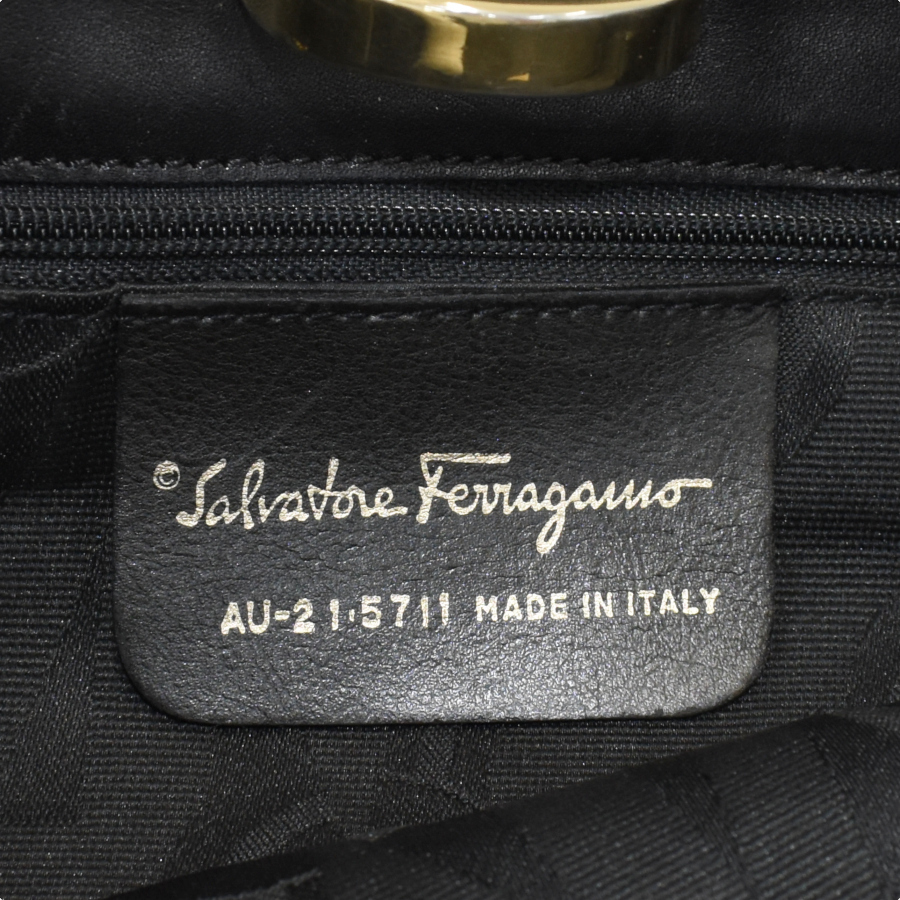 © Salvatore Ferragamo
AU-21·5711 MADE IN ITALY